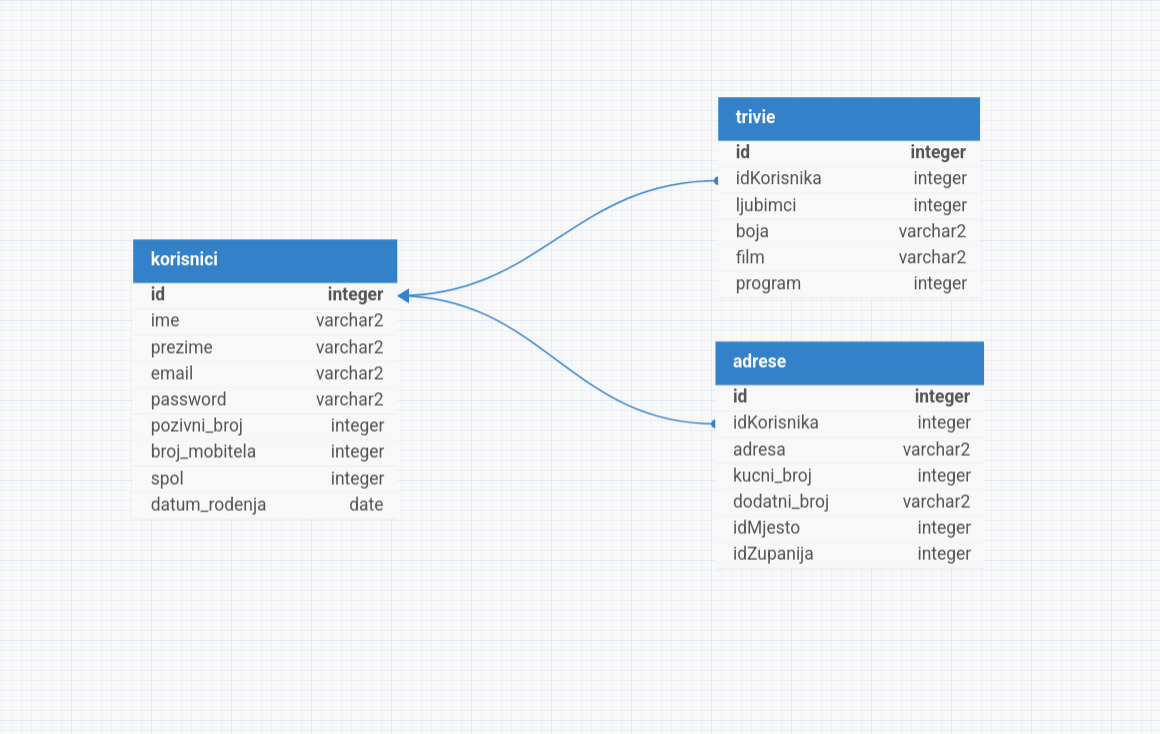 korisnici
id integer
ime varchar2
prezime varchar2
email varchar2
password varchar2
pozivni_broj integer
broj_mobitela integer
spol integer
datum_rodenja date
trivie
id integer
idKorisnika integer
ljubimci integer
boja varchar2
film varchar2
program integer
adrese
id integer
idKorisnika integer
adresa varchar2
kucni_broj integer
dodatni_broj varchar2
idMjesto integer
idZupanija integer